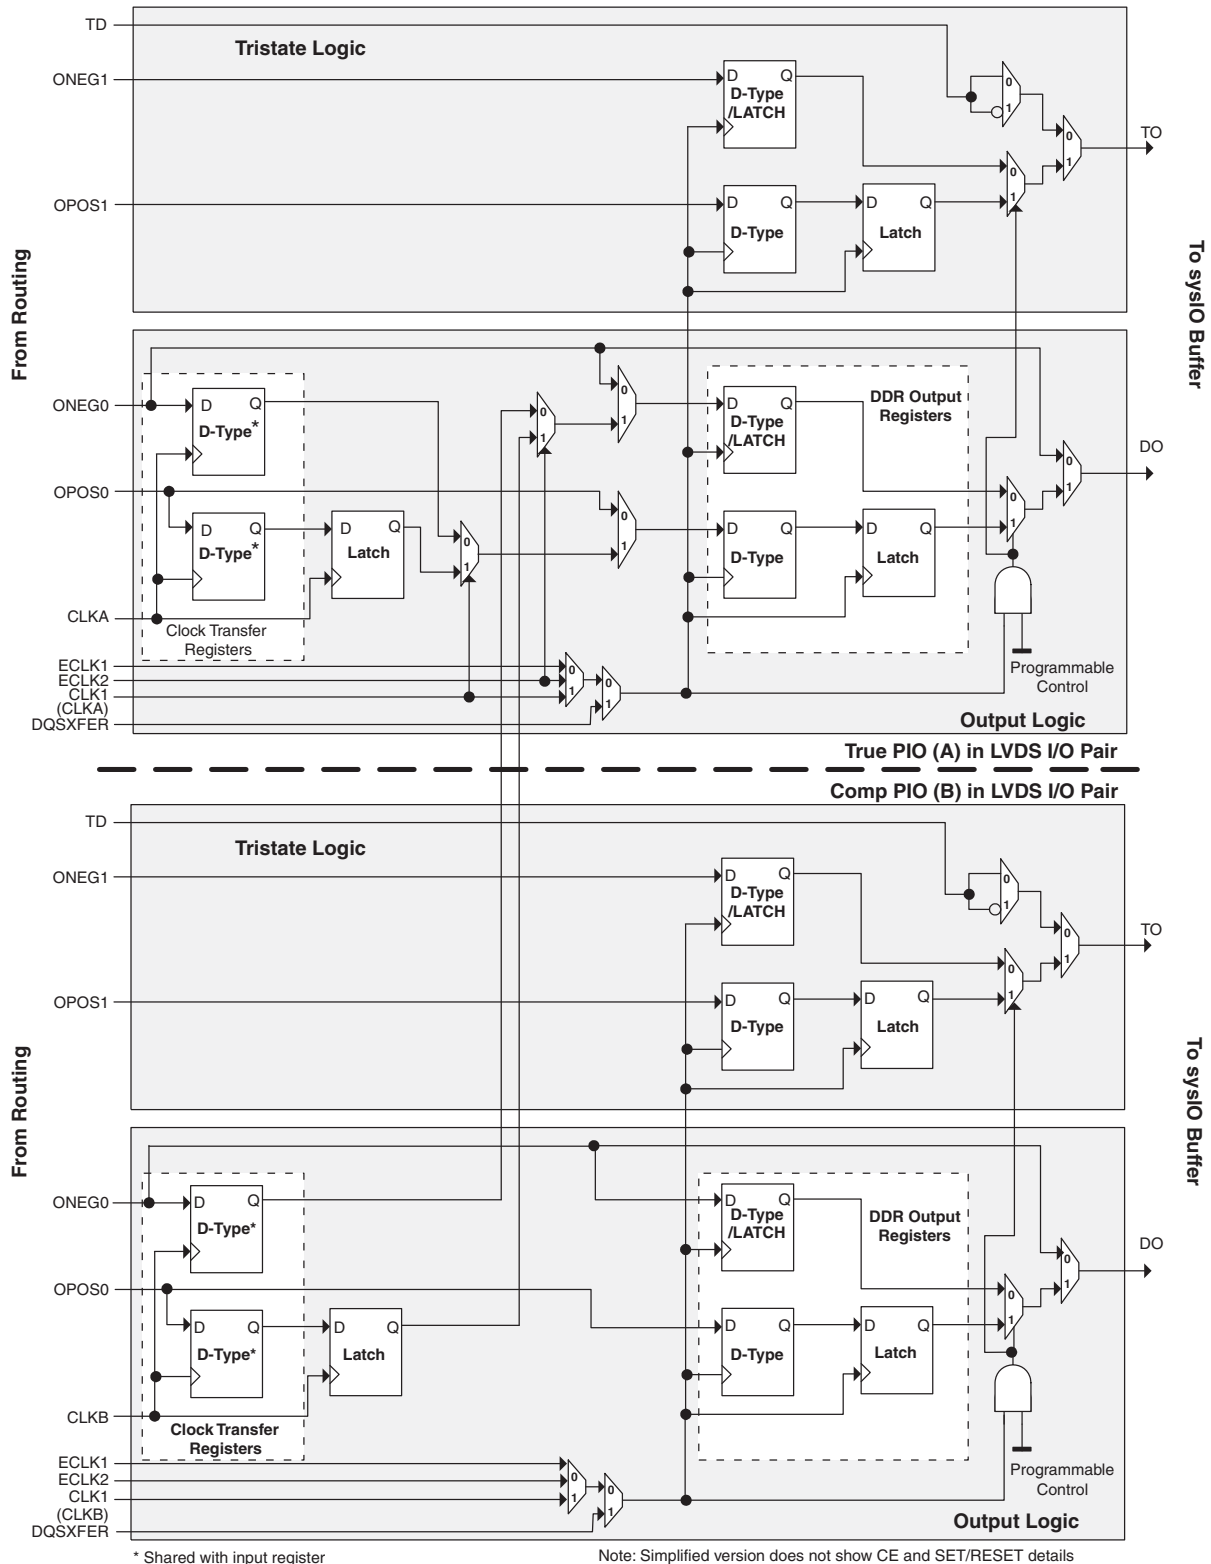 TD
Tristate Logic
ONEG1
D Q
D-Type
/LATCH
0
1
0
1
TO
OPOS1
D Q
D-Type
D Q
Latch
0
1
From Routing
To sysIO Buffer
ONEG0
D Q
D-Type*
0
1
D Q
D-Type
/LATCH
DDR Output
Registers
0
1
DO
OPOS0
D Q
D-Type*
D Q
Latch
0
1
0
1
D Q
D-Type
D Q
Latch
0
1
CLKA
Clock Transfer
Registers
ECLK1
ECLK2
CLK1
(CLKA)
DQSXFER
0
1
0
1
Programmable
Control
Output Logic
True PIO (A) in LVDS I/O Pair
Comp PIO (B) in LVDS I/O Pair
TD
Tristate Logic
ONEG1
D Q
D-Type
/LATCH
0
1
0
1
TO
OPOS1
D Q
D-Type
D Q
Latch
0
1
From Routing
To sysIO Buffer
ONEG0
D Q
D-Type*
D Q
D-Type
/LATCH
DDR Output
Registers
0
1
DO
OPOS0
D Q
D-Type*
D Q
Latch
D Q
D-Type
D Q
Latch
0
1
CLKB
Clock Transfer
Registers
ECLK1
ECLK2
CLK1
(CLKB)
DQSXFER
0
1
0
1
Programmable
Control
Output Logic
* Shared with input register
Note: Simplified version does not show CE and SET/RESET details